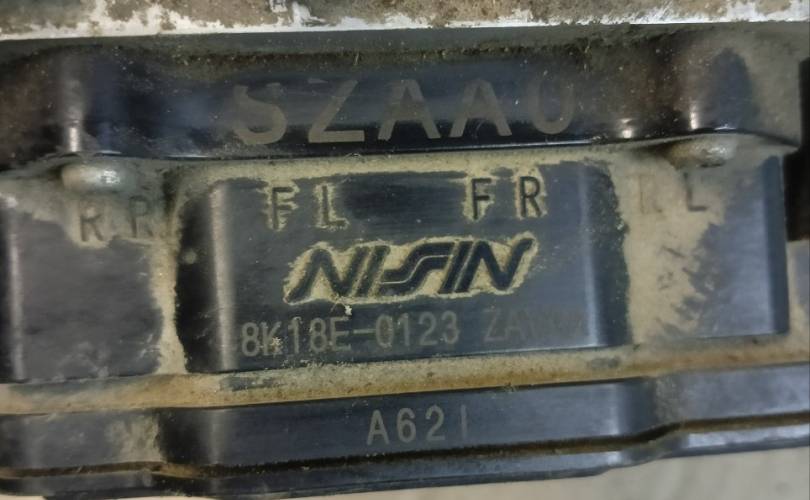 SZAA0
RR FL FR RL
NISSIN
8K18E-0123
A621